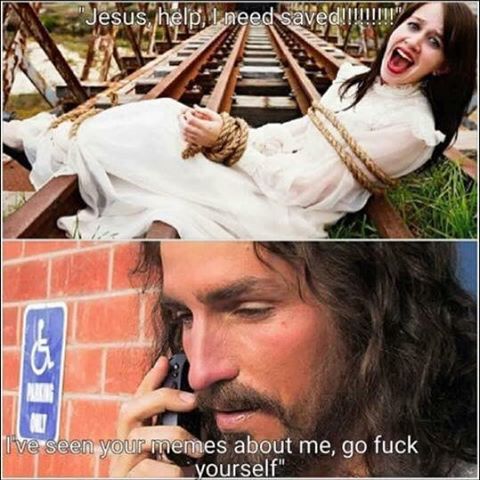 "Jesus, help, I need saved!!!!!!!!!"
PARKING
ONLY
I've seen your memes about me, go fuck
yourself"